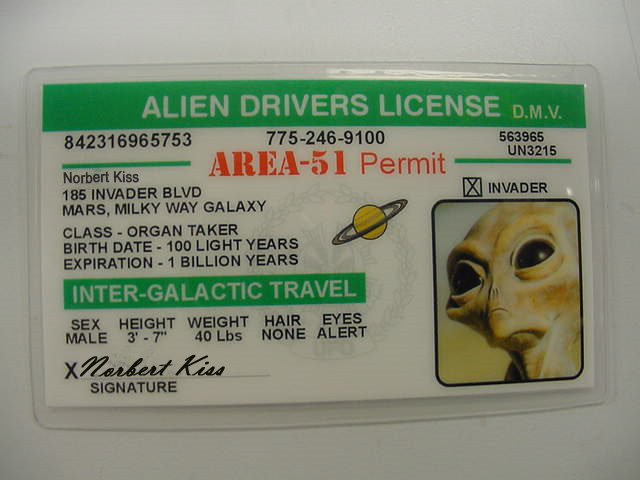 ALIEN DRIVERS LICENSE D.M.V.
842316965753 775-246-9100 563965
UN3215
AREA-51 Permit
Norbert Kiss
185 INVADER BLVD
MARS, MILKY WAY GALAXY
X INVADER
CLASS - ORGAN TAKER
BIRTH DATE - 100 LIGHT YEARS
EXPIRATION - 1 BILLION YEARS
INTER-GALACTIC TRAVEL
SEX HEIGHT WEIGHT HAIR EYES
MALE 3' - 7" 40 Lbs NONE ALERT
X Norbert Kiss
SIGNATURE